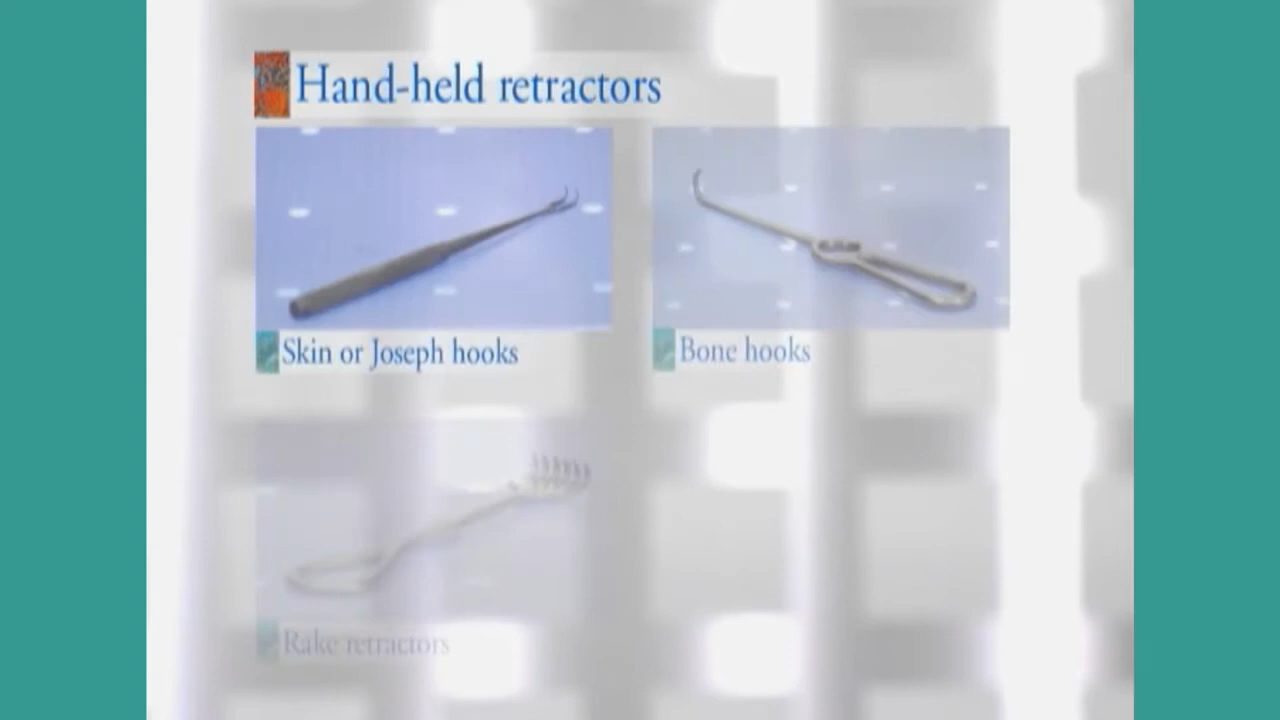 Hand-held retractors
Skin or Joseph hooks
Bone hooks
Rake retractors